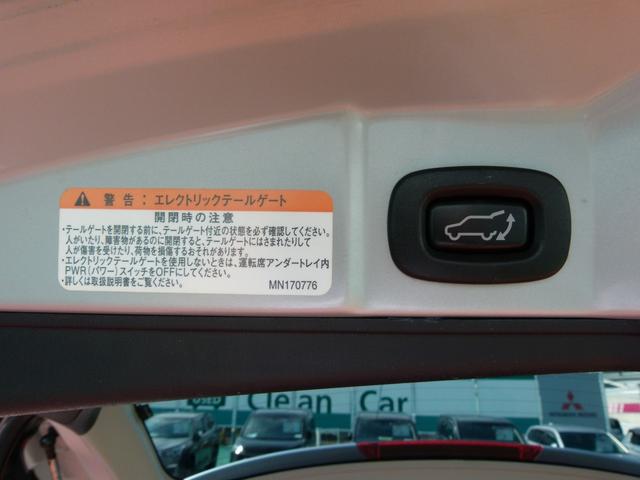 警告：エレクトリックテールゲート
開閉時の注意
・テールゲートを開閉する前に、テールゲート付近の状態を必ず確認してください。
人がいたり、障害物があるのに開閉すると、テールゲートにはさまれたりして
人が傷害を受けたり、荷物を損傷するおそれがあります。
・エレクトリックテールゲートを使用しないときは、運転席アンダートレイ内
PWR（パワー）スイッチをOFFにしてください。
・詳しくは取扱説明書をご覧ください。 MN170776
USED Clean Car